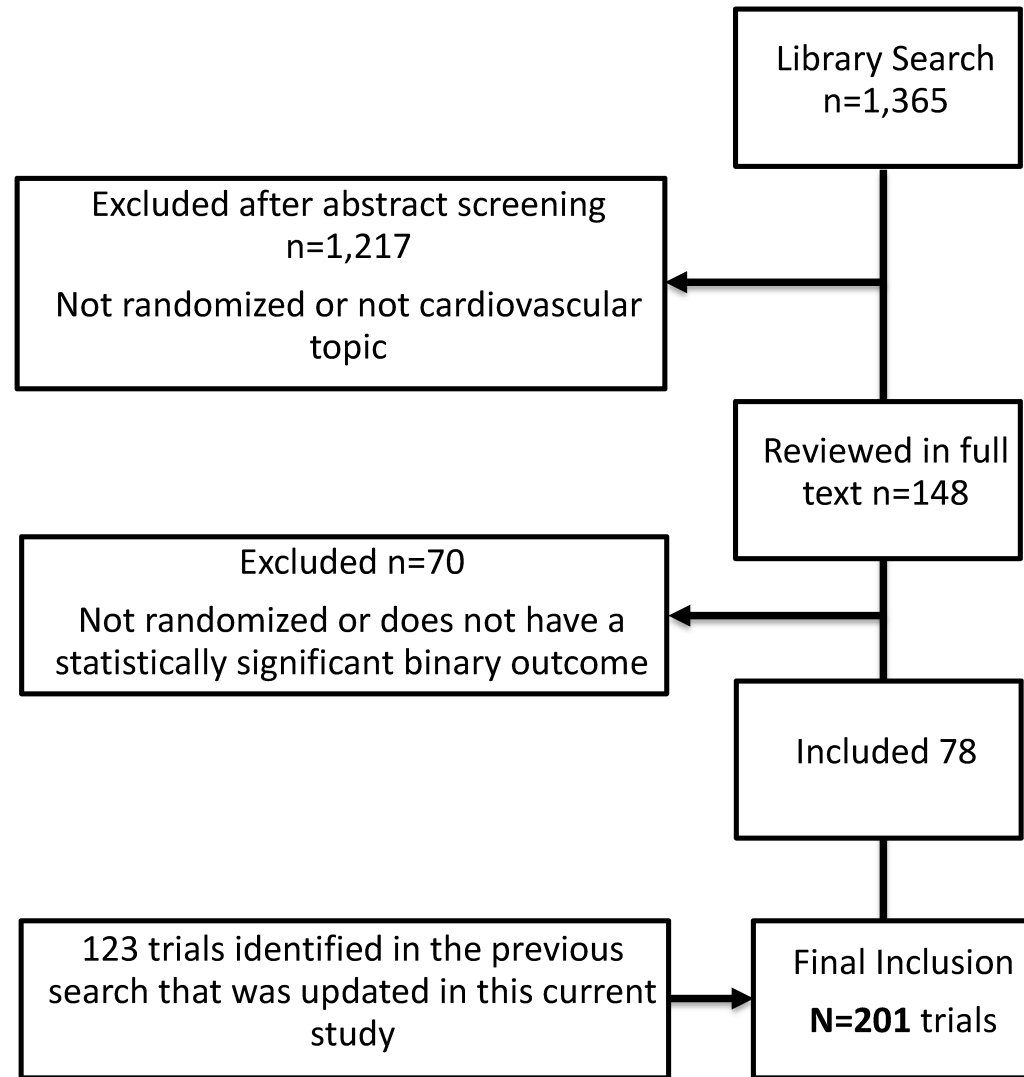 Library Search
n=1,365
Excluded after abstract screening
n=1,217
Not randomized or not cardiovascular
topic
Reviewed in full
text n=148
Excluded n=70
Not randomized or does not have a
statistically significant binary outcome
Included 78
123 trials identified in the previous
search that was updated in this current
study
Final Inclusion
N=201 trials